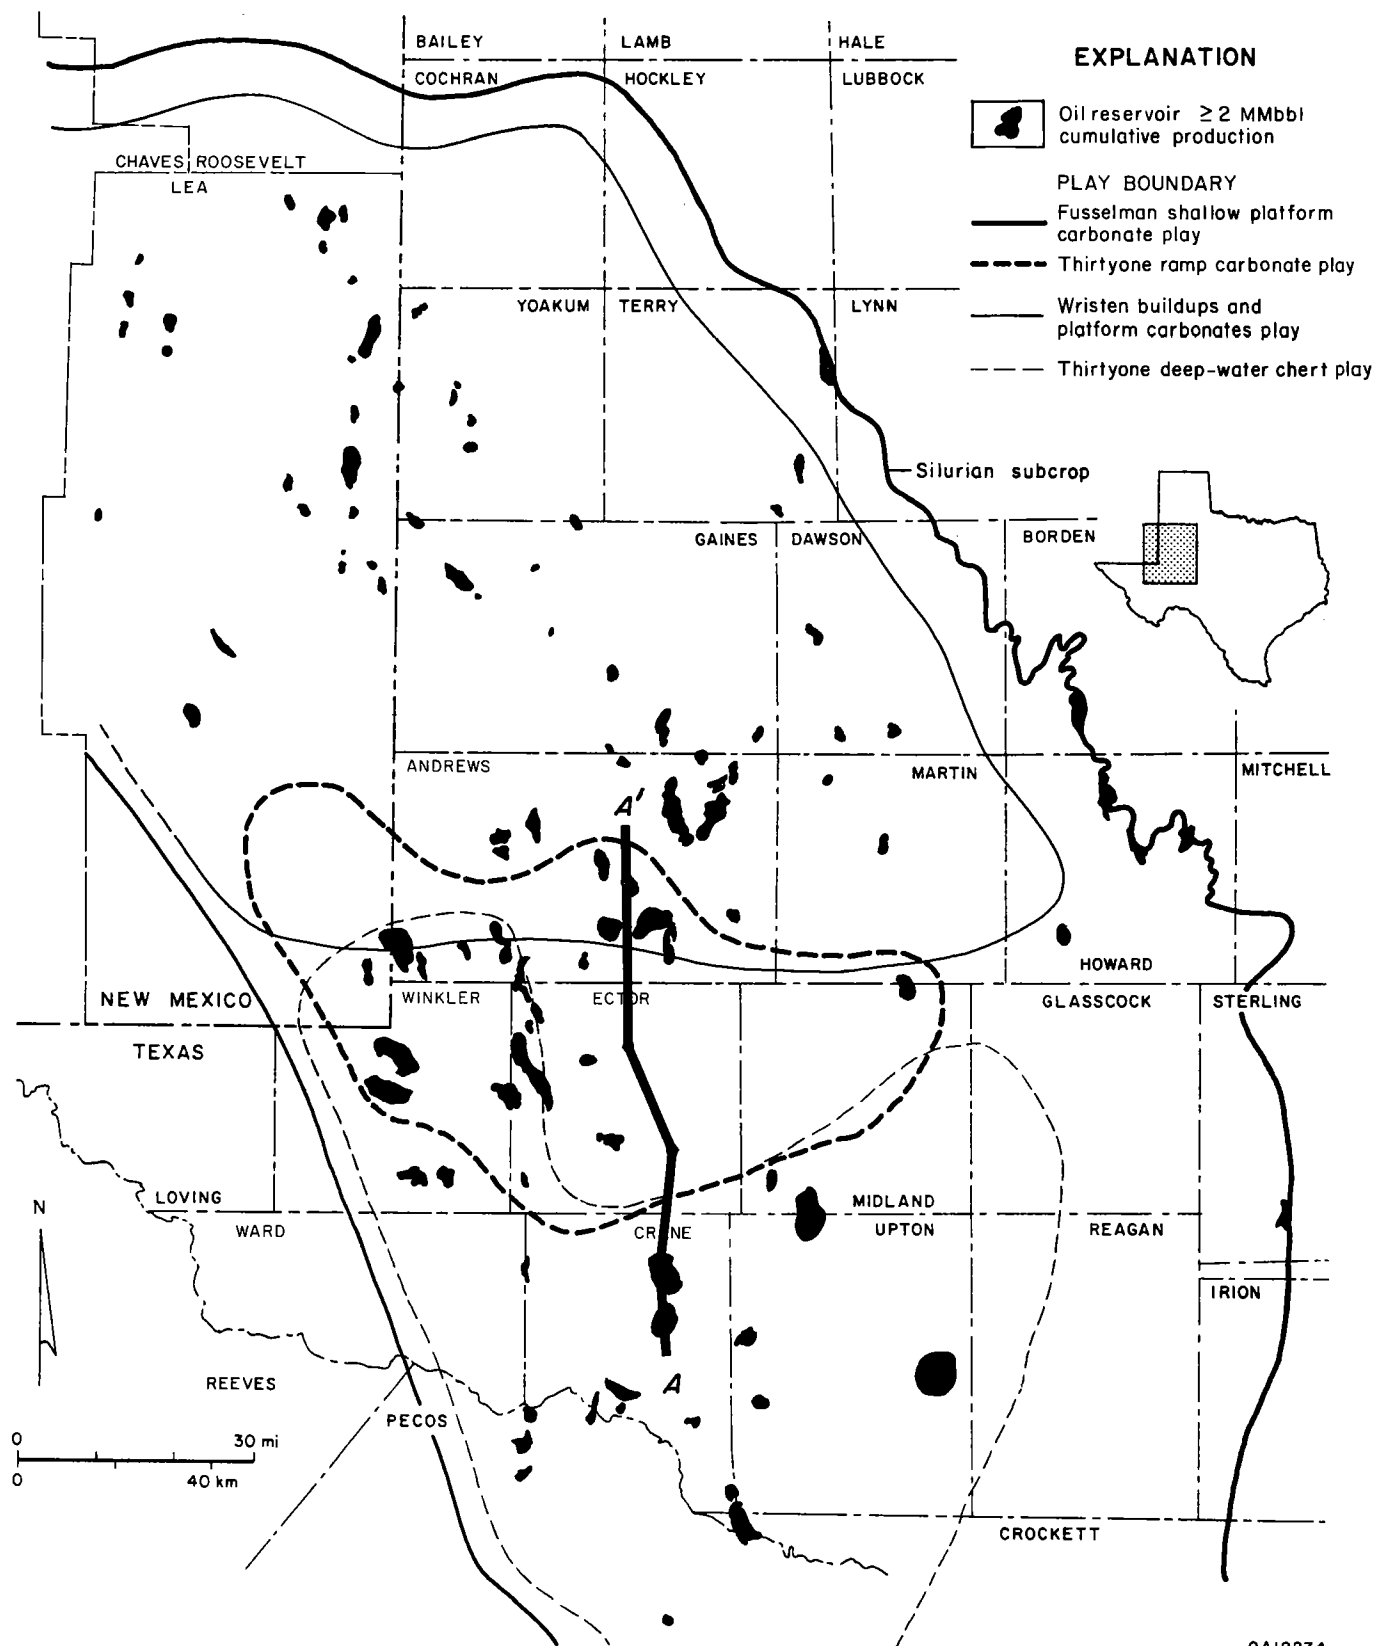 BAILEY
LAMB
HALE
COCHRAN
HOCKLEY
LUBBOCK
EXPLANATION
Oil reservoir ≥ 2 MMbbl
cumulative production
PLAY BOUNDARY
Fusselman shallow platform
carbonate play
Thirtyone ramp carbonate play
Wristen buildups and
platform carbonates play
Thirtyone deep-water chert play
CHAVES ROOSEVELT
LEA
YOAKUM
TERRY
LYNN
Silurian subcrop
GAINES
DAWSON
BORDEN
ANDREWS
MARTIN
MITCHELL
A'
HOWARD
NEW MEXICO
WINKLER
ECTOR
GLASSCOCK
STERLING
TEXAS
N
LOVING
MIDLAND
WARD
CRANE
UPTON
REAGAN
IRION
REEVES
A
PECOS
0 30 mi
0 40 km
CROCKETT